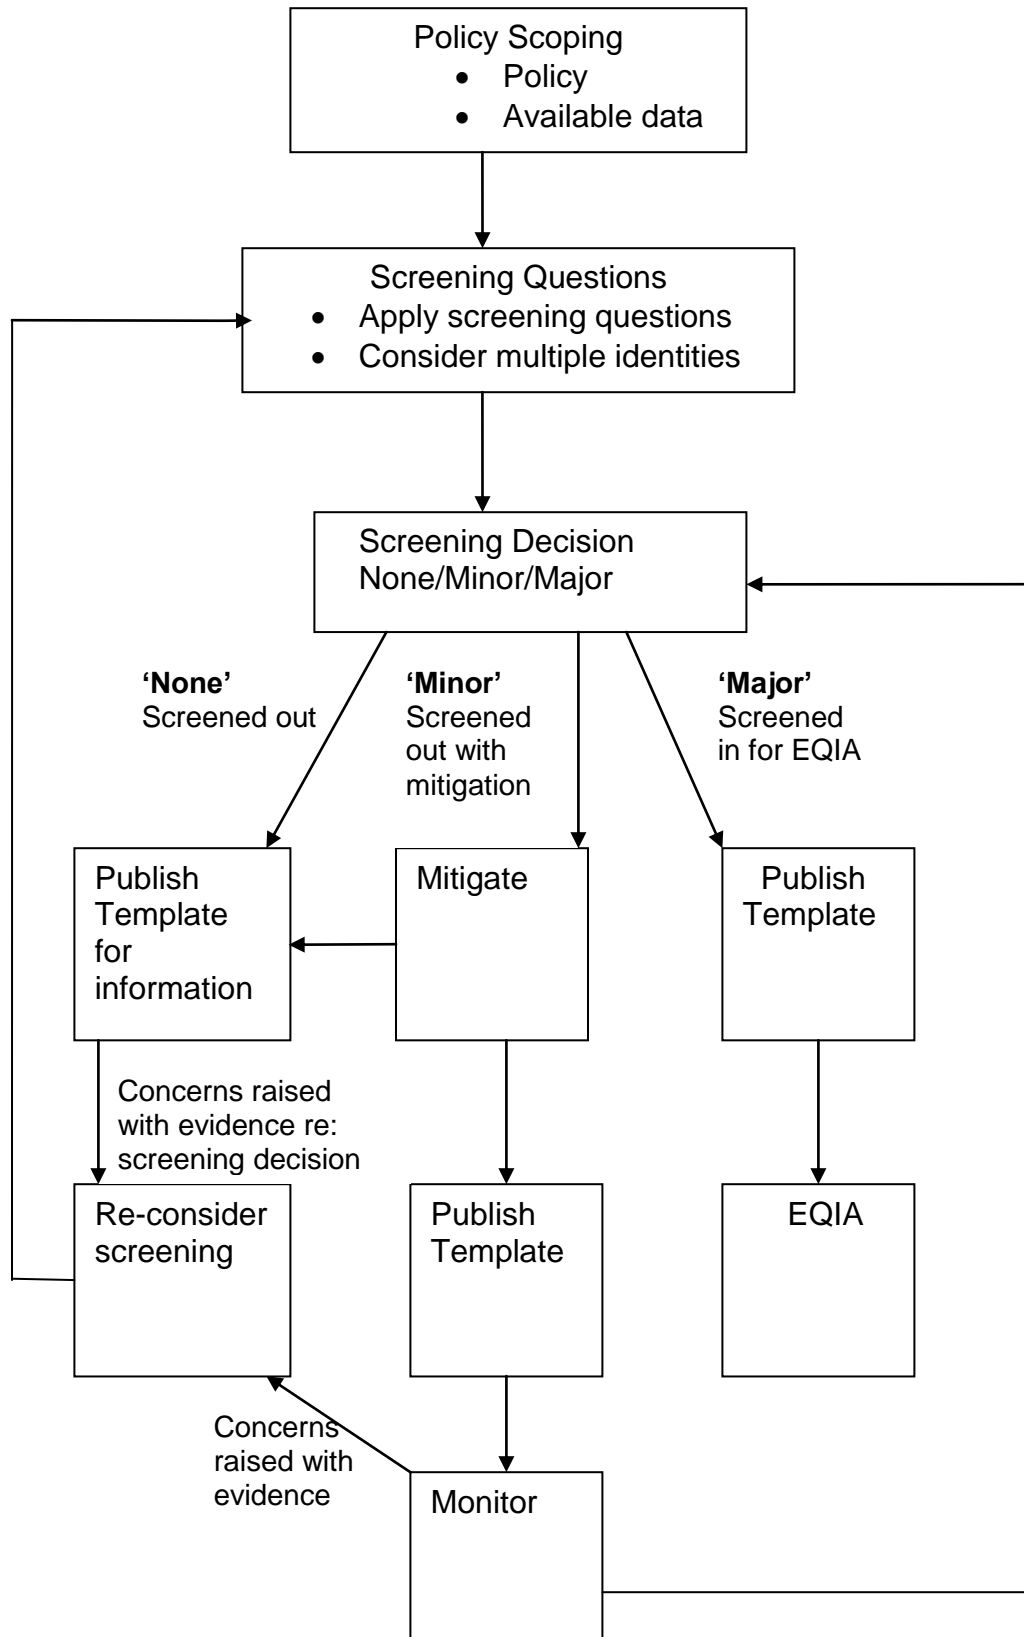 Policy Scoping
• Policy
• Available data
Screening Questions
• Apply screening questions
• Consider multiple identities
Screening Decision
None/Minor/Major
‘None’
Screened out
‘Minor’
Screened
out with
mitigation
‘Major’
Screened
in for EQIA
Publish
Template
for
information
Mitigate
Publish
Template
Concerns raised
with evidence re:
screening decision
Re-consider
screening
Publish
Template
EQIA
Concerns
raised with
evidence
Monitor